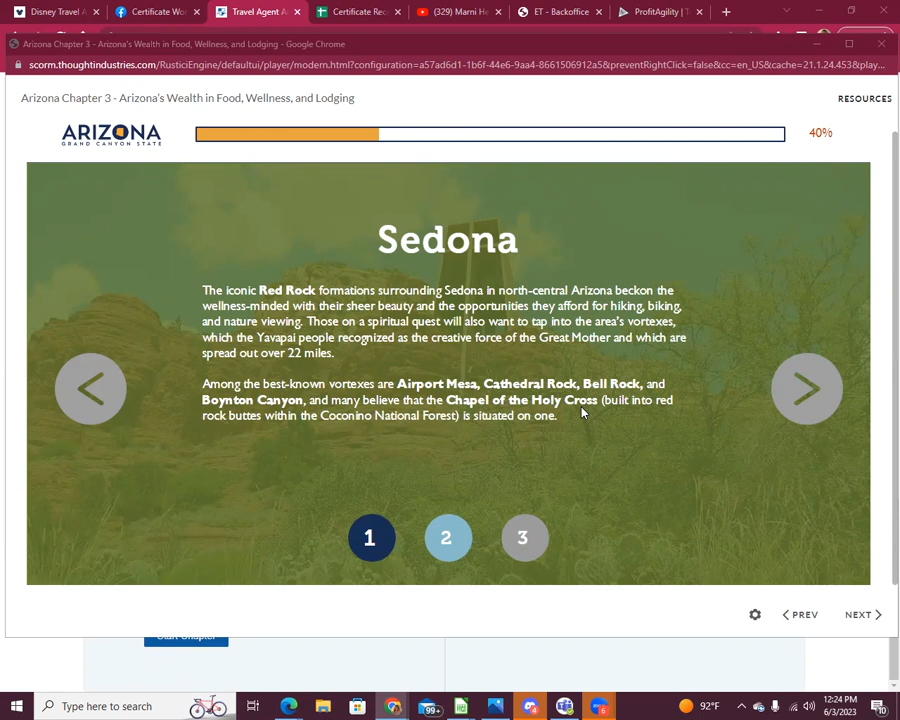 Disney Travel A
Certificate Wor
Travel Agent Ac
Certificate Rec
(329) Marni He
ET - Backoffice
ProfitAgility | T
Arizona Chapter 3 - Arizona's Wealth in Food, Wellness, and Lodging - Google Chrome
scorm.thoughtindustries.com/RusticiEngine/defaultui/player/modern.html?configuration=a57ad6d1-1b6f-44e6-9aa4-8661506912a5&preventRightClick=false&cc=en_US&cache=21.1.24.453&play...
Arizona Chapter 3 - Arizona's Wealth in Food, Wellness, and Lodging
RESOURCES
ARIZONA
GRAND CANYON STATE
40%
Sedona
The iconic Red Rock formations surrounding Sedona in north-central Arizona beckon the
wellness-minded with their sheer beauty and the opportunities they afford for hiking, biking,
and nature viewing. Those on a spiritual quest will also want to tap into the area's vortexes,
which the Yavapai people recognized as the creative force of the Great Mother and which are
spread out over 22 miles.
Among the best-known vortexes are Airport Mesa, Cathedral Rock, Bell Rock, and
Boynton Canyon, and many believe that the Chapel of the Holy Cross (built into red
rock buttes within the Coconino National Forest) is situated on one.
1
2
3
PREV
NEXT
Start Chapter
Type here to search
99+
4
6
92°F
12:24 PM
6/3/2023
10